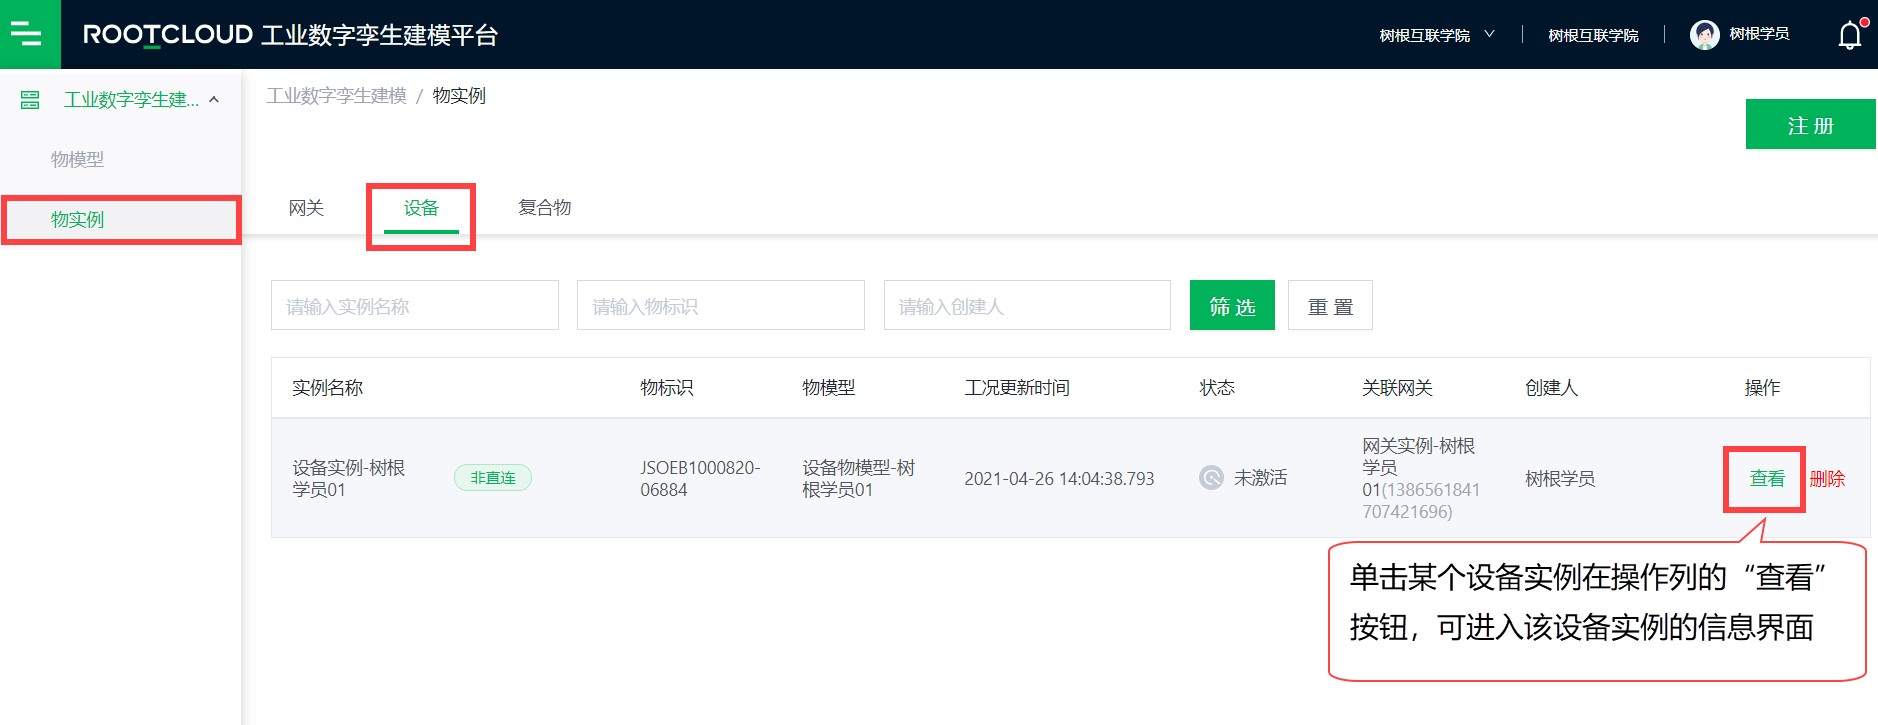 ROOTCLOUD 工业数字孪生建模平台
树根互联学院
树根互联学院
树根学员
工业数字孪生建...
物模型
物实例
工业数字孪生建模 / 物实例
注 册
网关
设备
复合物
请输入实例名称
请输入物标识
请输入创建人
筛 选
重 置
实例名称 物标识 物模型 工况更新时间 状态 关联网关 创建人 操作
设备实例-树根
学员01
非直连
JSOEB1000820-
06884
设备物模型-树
根学员01
2021-04-26 14:04:38.793
未激活
网关实例-树根
学员
01(1386561841
707421696)
树根学员
查看
删除
单击某个设备实例在操作列的“查看”
按钮，可进入该设备实例的信息界面